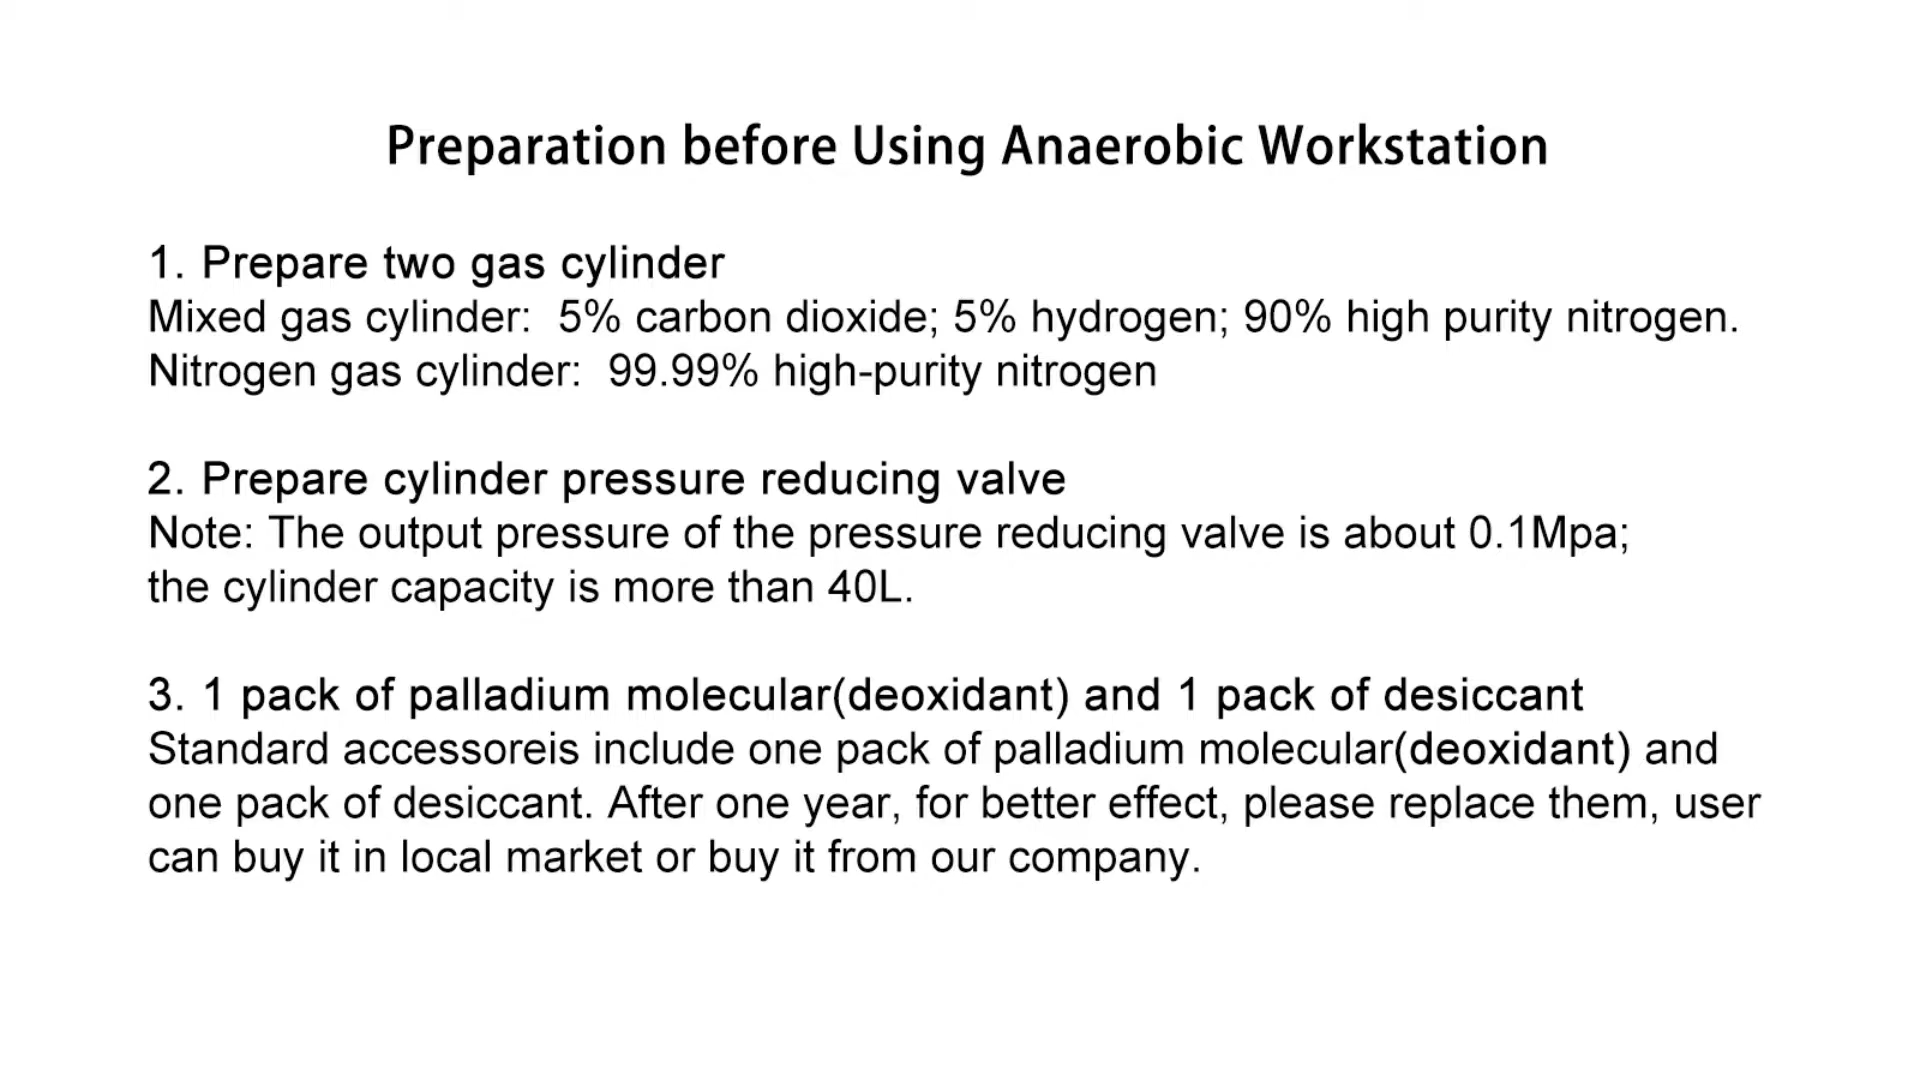 Preparation before Using Anaerobic Workstation
1. Prepare two gas cylinder
Mixed gas cylinder:  5% carbon dioxide; 5% hydrogen; 90% high purity nitrogen.
Nitrogen gas cylinder:  99.99% high-purity nitrogen
2. Prepare cylinder pressure reducing valve
Note: The output pressure of the pressure reducing valve is about 0.1Mpa;
the cylinder capacity is more than 40L.
3. 1 pack of palladium molecular(deoxidant) and 1 pack of desiccant
Standard accessoreis include one pack of palladium molecular(deoxidant) and
one pack of desiccant. After one year, for better effect, please replace them, user
can buy it in local market or buy it from our company.